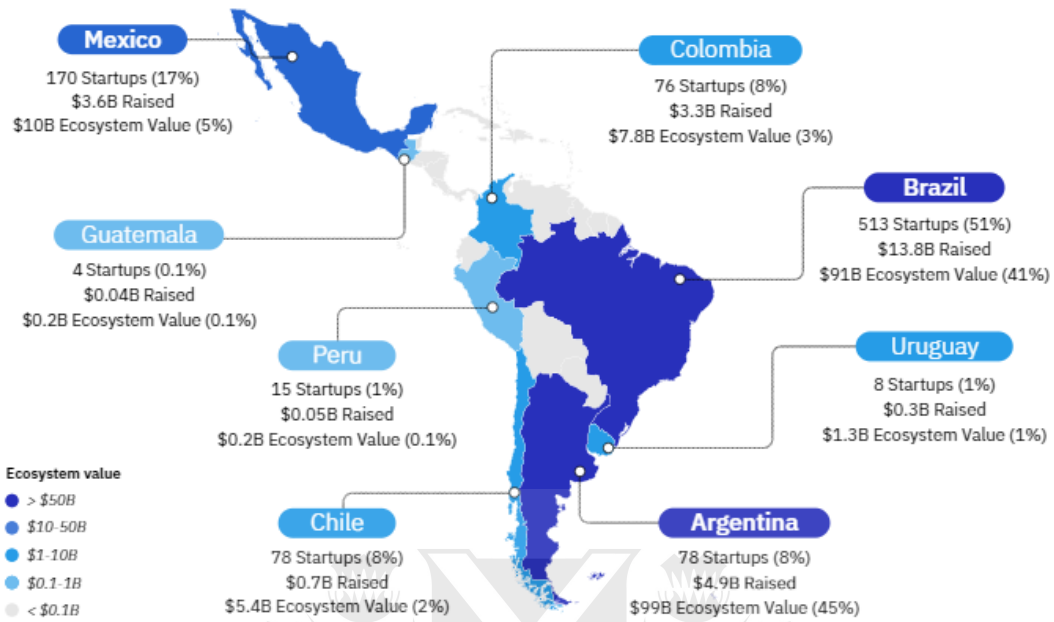 Mexico
170 Startups (17%)
$3.6B Raised
$10B Ecosystem Value (5%)
Colombia
76 Startups (8%)
$3.3B Raised
$7.8B Ecosystem Value (3%)
Brazil
513 Startups (51%)
$13.8B Raised
$91B Ecosystem Value (41%)
Guatemala
4 Startups (0.1%)
$0.04B Raised
$0.2B Ecosystem Value (0.1%)
Peru
15 Startups (1%)
$0.05B Raised
$0.2B Ecosystem Value (0.1%)
Uruguay
8 Startups (1%)
$0.3B Raised
$1.3B Ecosystem Value (1%)
Ecosystem value
> $50B
$10-50B
$1-10B
$0.1-1B
< $0.1B
Chile
78 Startups (8%)
$0.7B Raised
$5.4B Ecosystem Value (2%)
Argentina
78 Startups (8%)
$4.9B Raised
$99B Ecosystem Value (45%)